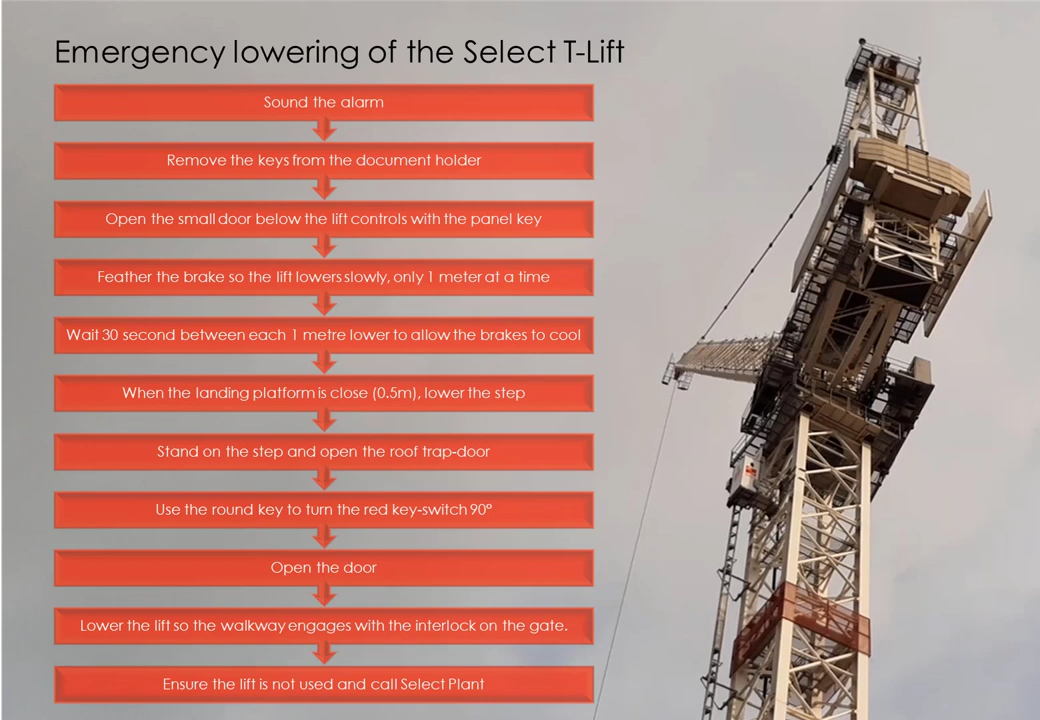 Emergency lowering of the Select T-Lift
Sound the alarm
Remove the keys from the document holder
Open the small door below the lift controls with the panel key
Feather the brake so the lift lowers slowly, only 1 meter at a time
Wait 30 second between each 1 metre lower to allow the brakes to cool
When the landing platform is close (0.5m), lower the step
Stand on the step and open the roof trap-door
Use the round key to turn the red key-switch 90°
Open the door
Lower the lift so the walkway engages with the interlock on the gate.
Ensure the lift is not used and call Select Plant